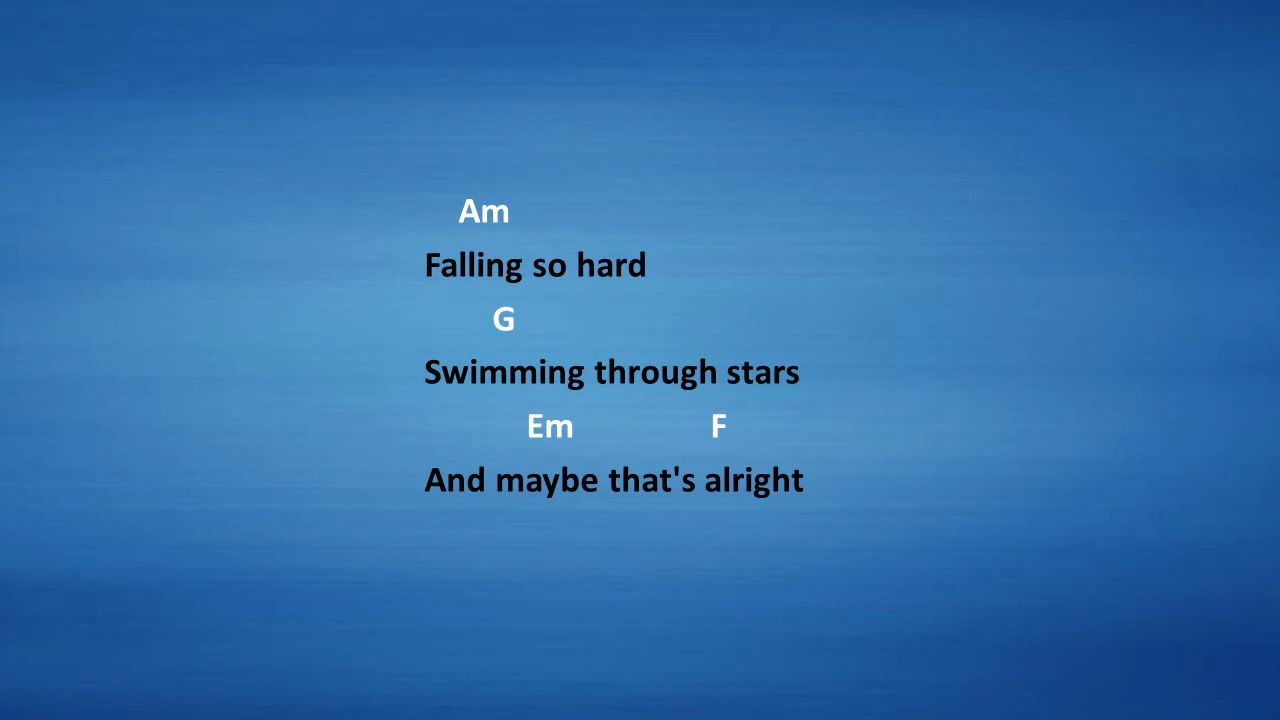 Am
Falling so hard
G
Swimming through stars
Em F
And maybe that's alright